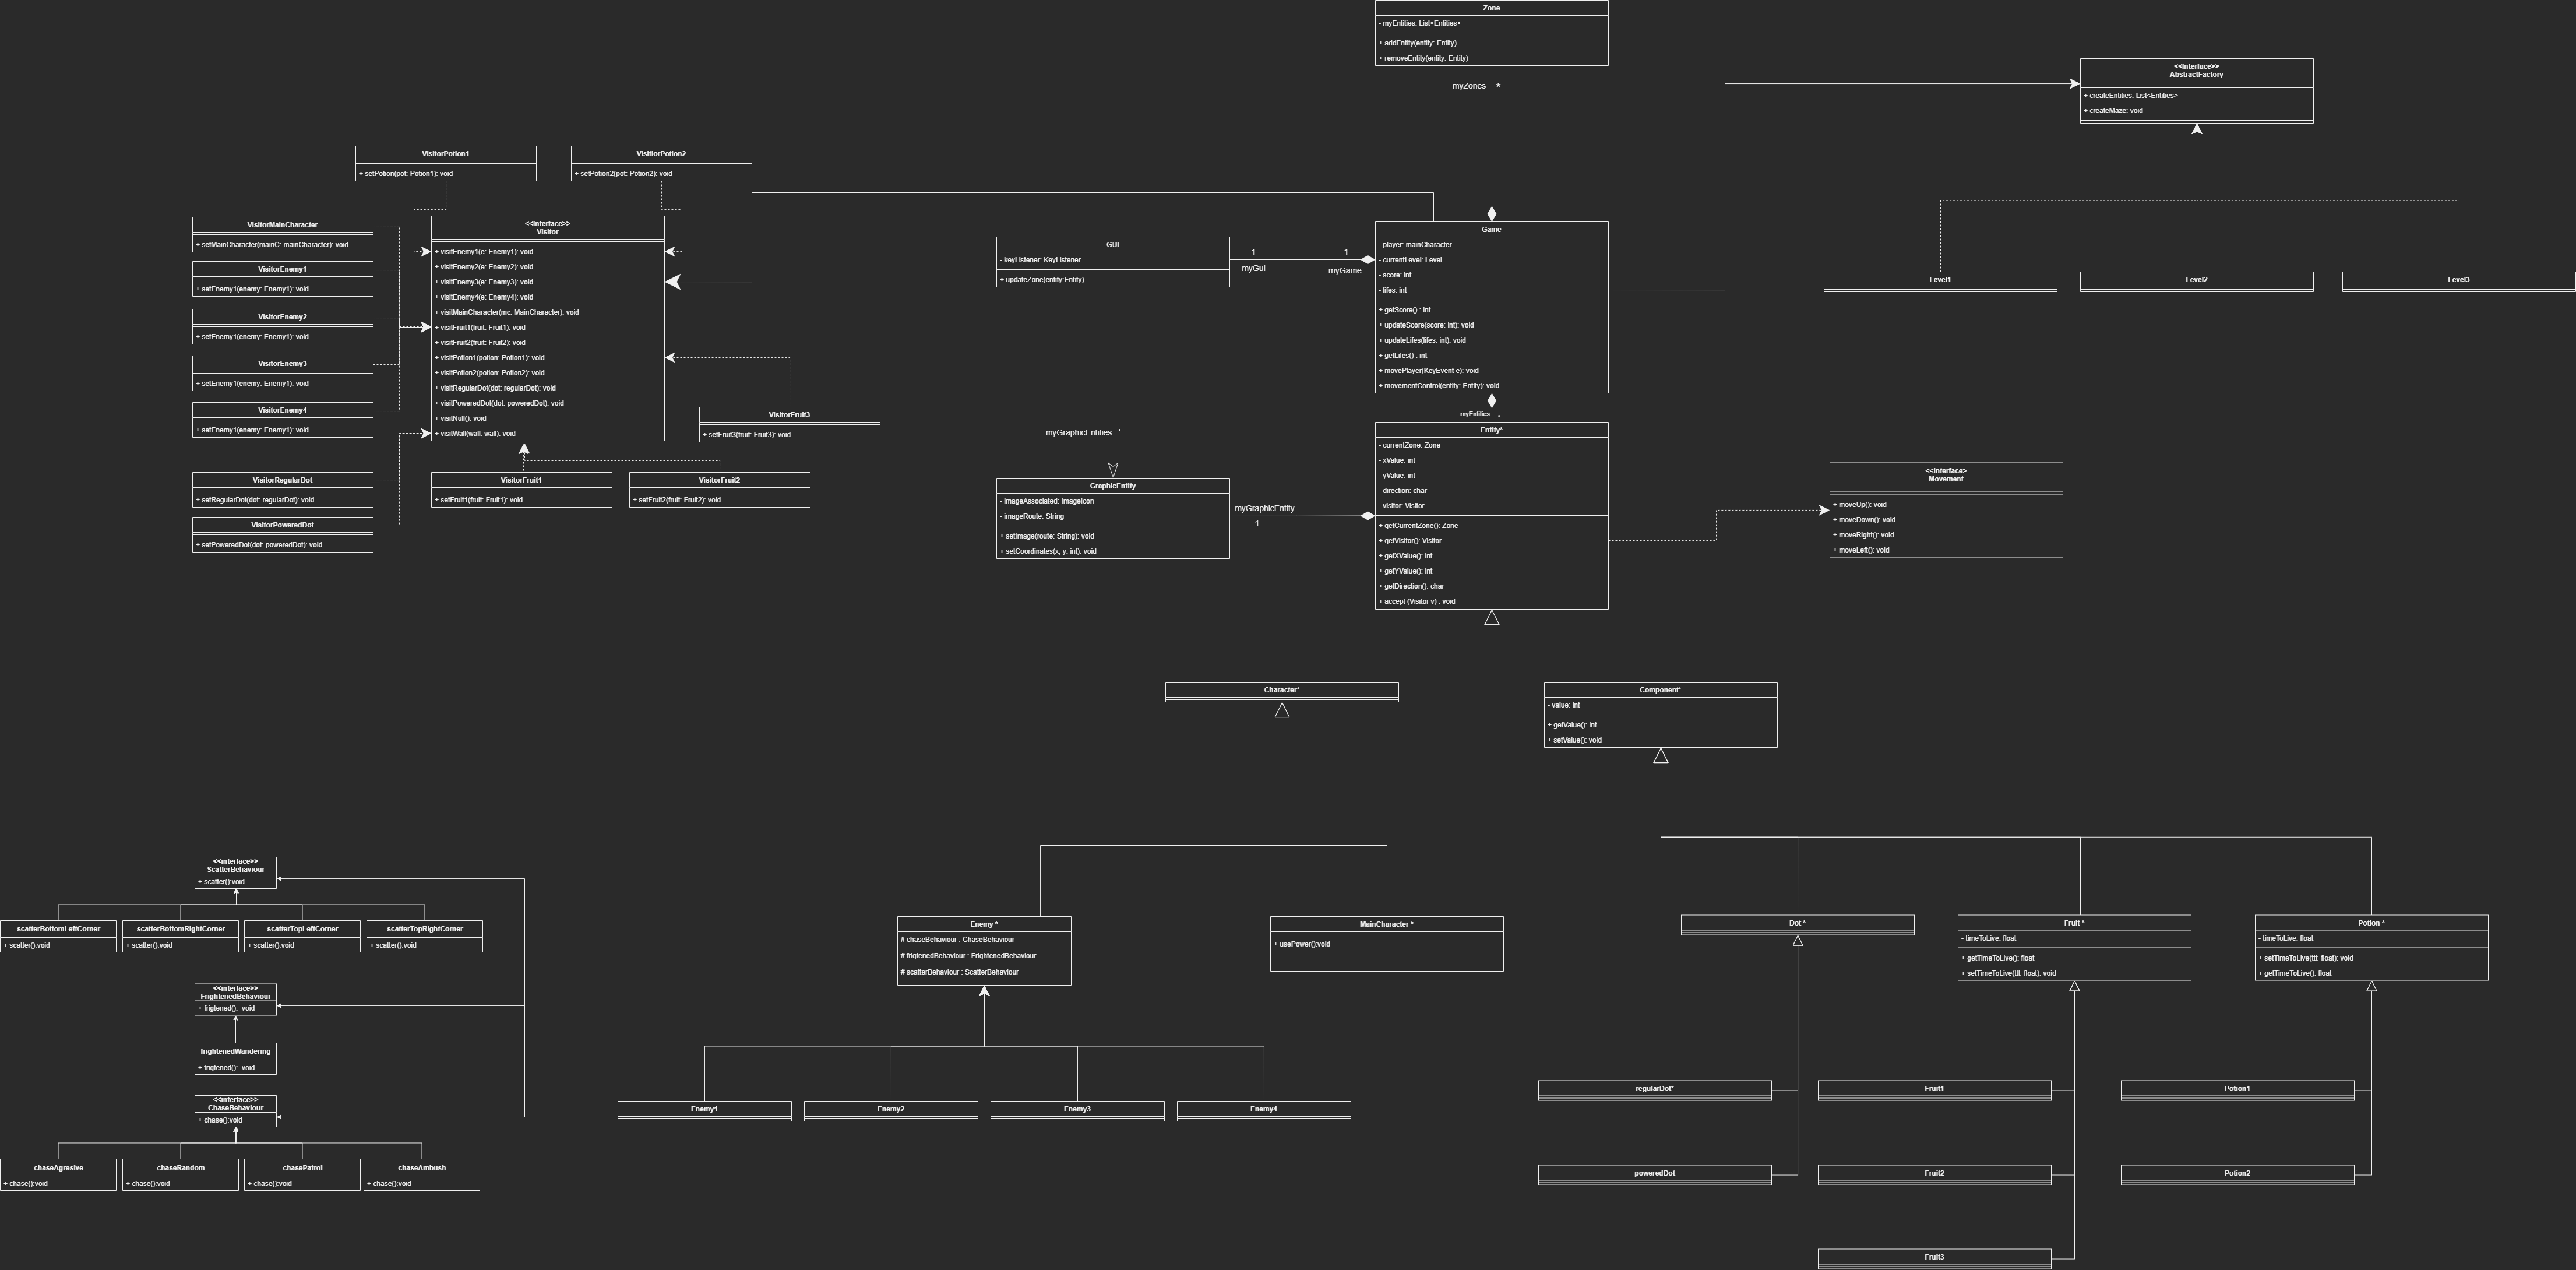 Zone
- myEntities: List<Entities>
+ addEntity(entity: Entity)
+ removeEntity(entity: Entity)
myZones
*
<<Interface>>
AbstractFactory
+ createEntities: List<Entities>
+ createMaze: void
Level1
Level2
Level3
VisitorPotion1
+ setPotion(pot: Potion1): void
VisitiorPotion2
+ setPotion2(pot: Potion2): void
VisitorMainCharacter
+ setMainCharacter(mainC: mainCharacter): void
VisitorEnemy1
+ setEnemy1(enemy: Enemy1): void
VisitorEnemy2
+ setEnemy1(enemy: Enemy1): void
VisitorEnemy3
+ setEnemy1(enemy: Enemy1): void
VisitorEnemy4
+ setEnemy1(enemy: Enemy1): void
VisitorRegularDot
+ setRegularDot(dot: regularDot): void
VisitorPoweredDot
+ setPoweredDot(dot: poweredDot): void
<<Interface>>
Visitor
+ visitEnemy1(e: Enemy1): void
+ visitEnemy2(e: Enemy2): void
+ visitEnemy3(e: Enemy3): void
+ visitEnemy4(e: Enemy4): void
+ visitMainCharacter(mc: MainCharacter): void
+ visitFruit1(fruit: Fruit1): void
+ visitFruit2(fruit: Fruit2): void
+ visitPotion1(potion: Potion1): void
+ visitPotion2(potion: Potion2): void
+ visitRegularDot(dot: regularDot): void
+ visitPoweredDot(dot: poweredDot): void
+ visitNull(): void
+ visitWall(wall: wall): void
VisitorFruit3
+ setFruit3(fruit: Fruit3): void
VisitorFruit1
+ setFruit1(fruit: Fruit1): void
VisitorFruit2
+ setFruit2(fruit: Fruit2): void
GUI
- keyListener: KeyListener
+ updateZone(entity:Entity)
1
myGui
1
myGame
Game
- player: mainCharacter
- currentLevel: Level
- score: int
- lifes: int
+ getScore() : int
+ updateScore(score: int): void
+ updateLifes(lifes: int): void
+ getLifes() : int
+ movePlayer(KeyEvent e): void
+ movementControl(entity: Entity): void
myEntities
*
myGraphicEntities
*
Entity*
- currentZone: Zone
- xValue: int
- yValue: int
- direction: char
- visitor: Visitor
+ getCurrentZone(): Zone
+ getVisitor(): Visitor
+ getXValue(): int
+ getYValue(): int
+ getDirection(): char
+ accept (Visitor v) : void
GraphicEntity
- imageAssociated: ImageIcon
- imageRoute: String
+ setImage(route: String): void
+ setCoordinates(x, y: int): void
myGraphicEntity
1
<<Interface>
Movement
+ moveUp(): void
+ moveDown(): void
+ moveRight(): void
+ moveLeft(): void
Character*
Component*
- value: int
+ getValue(): int
+ setValue(): void
<<interface>>
ScatterBehaviour
+ scatter():void
scatterBottomLeftCorner
+ scatter():void
scatterBottomRightCorner
+ scatter():void
scatterTopLeftCorner
+ scatter():void
scatterTopRightCorner
+ scatter():void
<<interface>>
FrightenedBehaviour
+ frigtened():  void
frightenedWandering
+ frigtened():  void
<<interface>>
ChaseBehaviour
+ chase():void
chaseAgresive
+ chase():void
chaseRandom
+ chase():void
chasePatrol
+ chase():void
chaseAmbush
+ chase():void
Enemy *
# chaseBehaviour : ChaseBehaviour
# frigtenedBehaviour : FrightenedBehaviour
# scatterBehaviour : ScatterBehaviour
MainCharacter *
+ usePower():void
Enemy1
Enemy2
Enemy3
Enemy4
Dot *
Fruit *
- timeToLive: float
+ getTimeToLive(): float
+ setTimeToLive(ttl: float): void
Potion *
- timeToLive: float
+ setTimeToLive(ttl: float): void
+ getTimeToLive(): float
regularDot*
poweredDot
Fruit1
Fruit2
Fruit3
Potion1
Potion2